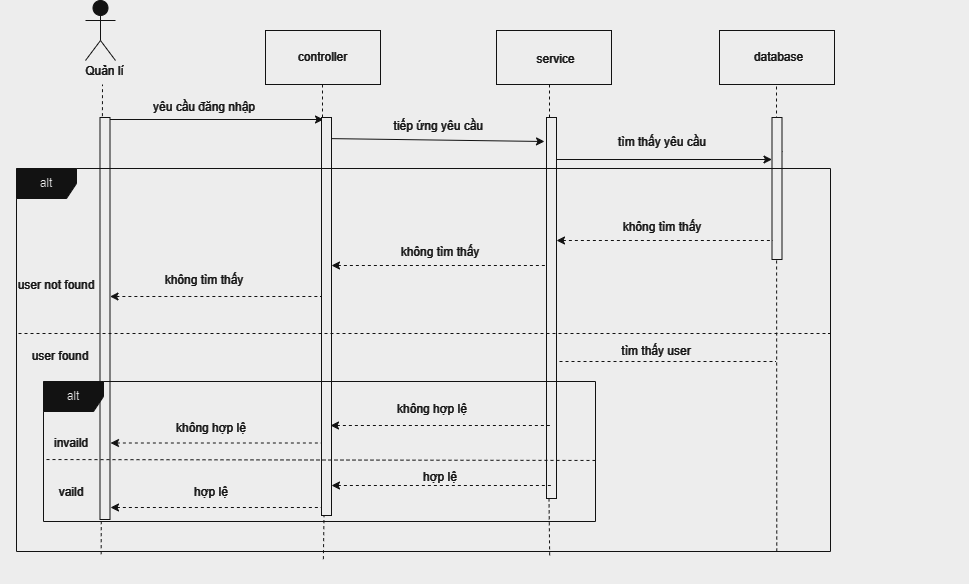 Quản lí
controller
service
database
yêu cầu đăng nhập
tiếp ứng yêu cầu
tìm thấy yêu cầu
alt
không tìm thấy
không tìm thấy
không tìm thấy
user not found
user found
tìm thấy user
alt
không hợp lệ
không hợp lệ
invaild
hợp lệ
hợp lệ
vaild